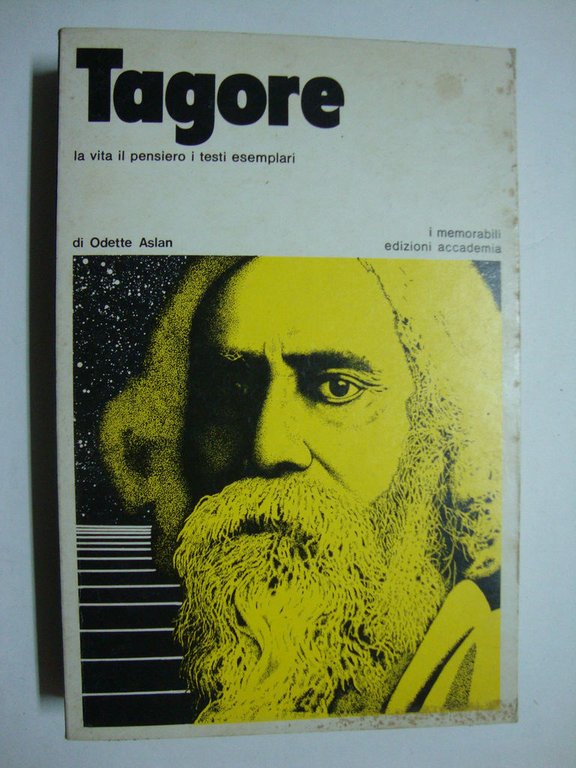 Tagore
la vita il pensiero i testi esemplari
di Odette Aslan
i memorabili
edizioni accademia